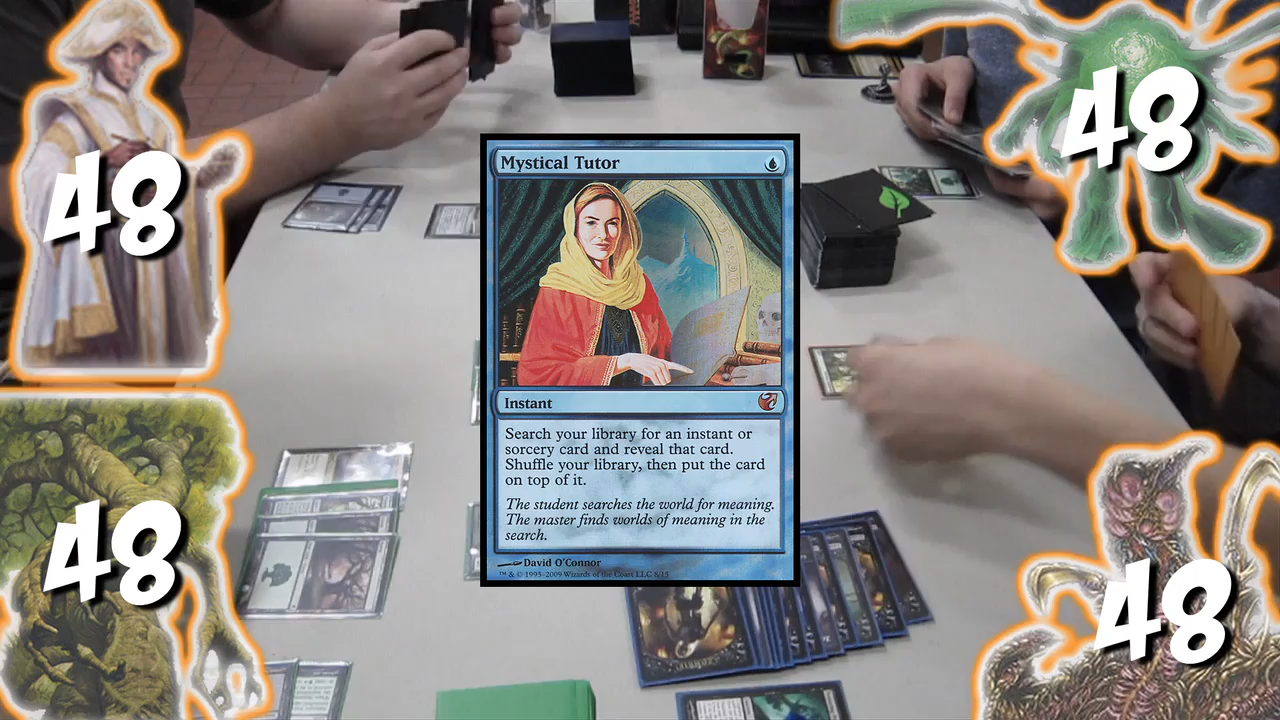 48
48
Mystical Tutor
Instant
Search your library for an instant or
sorcery card and reveal that card.
Shuffle your library, then put the card
on top of it.
The student searches the world for meaning.
The master finds worlds of meaning in the
search.
David O'Connor
™ & © 1993–2009 Wizards of the Coast LLC 8/15
48
48